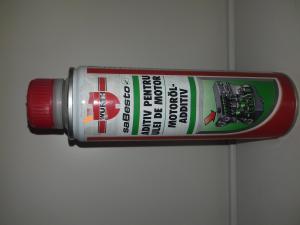 WÜRTH
saBesto
ADITIV PENTRU
ULEI DE MOTOR
MOTORÖL-
ADDITIV